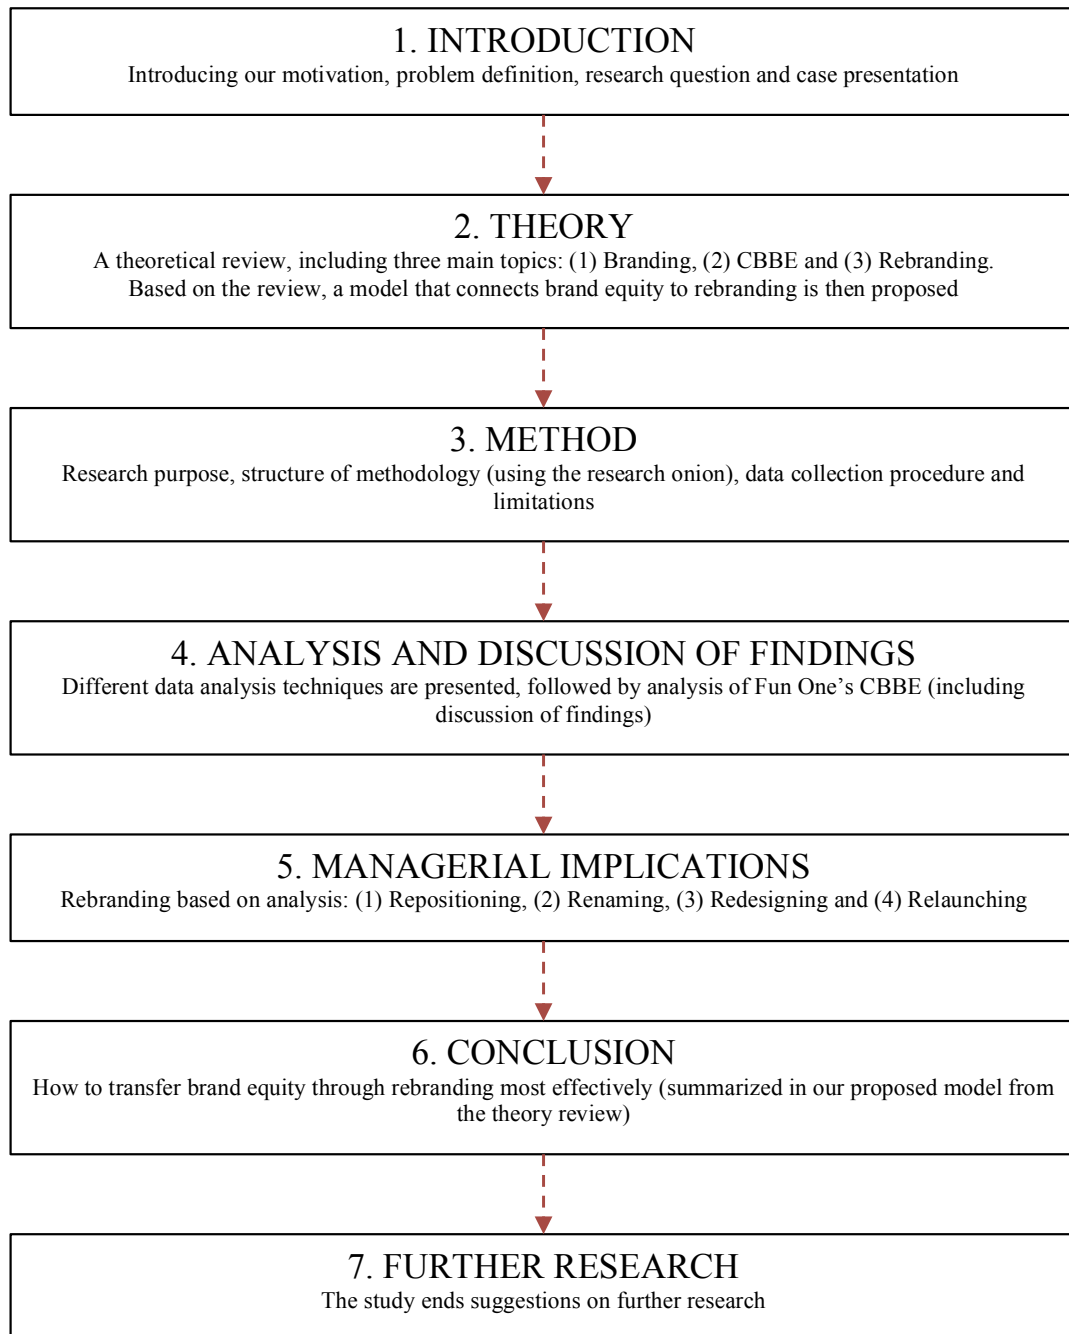 1. INTRODUCTION
Introducing our motivation, problem definition, research question and case presentation
2. THEORY
A theoretical review, including three main topics: (1) Branding, (2) CBBE and (3) Rebranding.
Based on the review, a model that connects brand equity to rebranding is then proposed
3. METHOD
Research purpose, structure of methodology (using the research onion), data collection procedure and
limitations
4. ANALYSIS AND DISCUSSION OF FINDINGS
Different data analysis techniques are presented, followed by analysis of Fun One’s CBBE (including
discussion of findings)
5. MANAGERIAL IMPLICATIONS
Rebranding based on analysis: (1) Repositioning, (2) Renaming, (3) Redesigning and (4) Relaunching
6. CONCLUSION
How to transfer brand equity through rebranding most effectively (summarized in our proposed model from
the theory review)
7. FURTHER RESEARCH
The study ends suggestions on further research